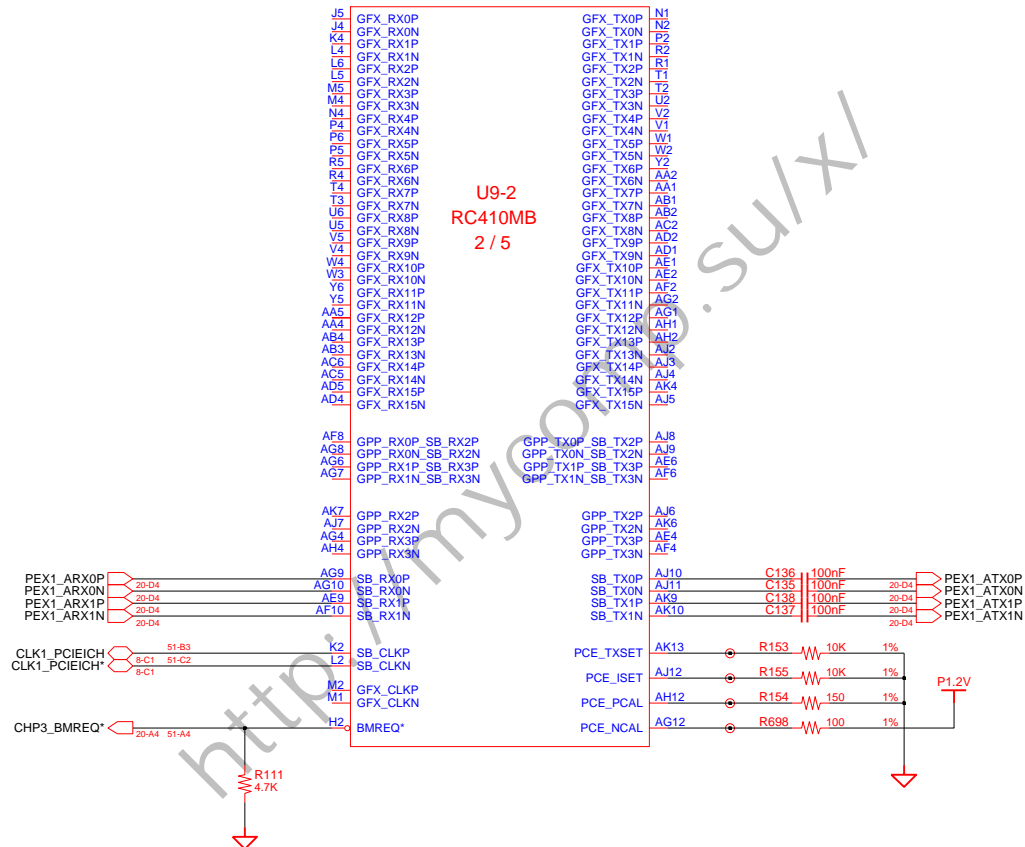 J5 GFX_RX0P GFX_TX0P N1
J4 GFX_RX0N GFX_TX0N N2
K4 GFX_RX1P GFX_TX1P P2
L4 GFX_RX1N GFX_TX1N R2
L6 GFX_RX2P GFX_TX2P R1
L5 GFX_RX2N GFX_TX2N T1
M5 GFX_RX3P GFX_TX3P T2
M4 GFX_RX3N GFX_TX3N U2
N4 GFX_RX4P GFX_TX4P V2
P4 GFX_RX4N GFX_TX4N V1
P6 GFX_RX5P GFX_TX5P W1
P5 GFX_RX5N GFX_TX5N W2
R5 GFX_RX6P GFX_TX6P Y2
R4 GFX_RX6N GFX_TX6N AA2
T4 GFX_RX7P GFX_TX7P AA1
T3 GFX_RX7N GFX_TX7N AB1
U6 GFX_RX8P GFX_TX8P AB2
U5 GFX_RX8N GFX_TX8N AC2
V5 GFX_RX9P GFX_TX9P AD2
V4 GFX_RX9N GFX_TX9N AD1
W4 GFX_RX10P GFX_TX10P AE1
W3 GFX_RX10N GFX_TX10N AE2
Y6 GFX_RX11P GFX_TX11P AF2
Y5 GFX_RX11N GFX_TX11N AG2
AA5 GFX_RX12P GFX_TX12P AG1
AA4 GFX_RX12N GFX_TX12N AH1
AB4 GFX_RX13P GFX_TX13P AH2
AB3 GFX_RX13N GFX_TX13N AJ2
AC6 GFX_RX14P GFX_TX14P AJ3
AC5 GFX_RX14N GFX_TX14N AJ4
AD5 GFX_RX15P GFX_TX15P AK4
AD4 GFX_RX15N GFX_TX15N AJ5
U9-2
RC410MB
2 / 5
AF8 GPP_RX0P_SB_RX2P GPP_TX0P_SB_TX2P AJ8
AG8 GPP_RX0N_SB_RX2N GPP_TX0N_SB_TX2N AJ9
AG6 GPP_RX1P_SB_RX3P GPP_TX1P_SB_TX3P AE6
AG7 GPP_RX1N_SB_RX3N GPP_TX1N_SB_TX3N AF6
AK7 GPP_RX2P GPP_TX2P AJ6
AJ7 GPP_RX2N GPP_TX2N AK6
AG4 GPP_RX3P GPP_TX3P AE4
AH4 GPP_RX3N GPP_TX3N AF4
PEX1_ARX0P 20-D4 AG9 SB_RX0P SB_TX0P AJ10 C136 100nF 20-D4 PEX1_ATX0P
PEX1_ARX0N 20-D4 AG10 SB_RX0N SB_TX0N AJ11 C135 100nF 20-D4 PEX1_ATX0N
PEX1_ARX1P 20-D4 AE9 SB_RX1P SB_TX1P AK9 C138 100nF 20-D4 PEX1_ATX1P
PEX1_ARX1N 20-D4 AF10 SB_RX1N SB_TX1N AK10 C137 100nF 20-D4 PEX1_ATX1N
CLK1_PCIEICH 8-C1 51-B3 K2 SB_CLKP PCE_TXSET AK13 R153 10K 1%
CLK1_PCIEICH* 8-C1 51-C2 L2 SB_CLKN PCE_ISET AJ12 R155 10K 1%
M2 GFX_CLKP PCE_PCAL AH12 R154 150 1%
M1 GFX_CLKN
P1.2V
CHP3_BMREQ* 20-A4 51-A4 H2 BMREQ* PCE_NCAL AG12 R698 100 1%
R111
4.7K
http://mycomp.su/x/